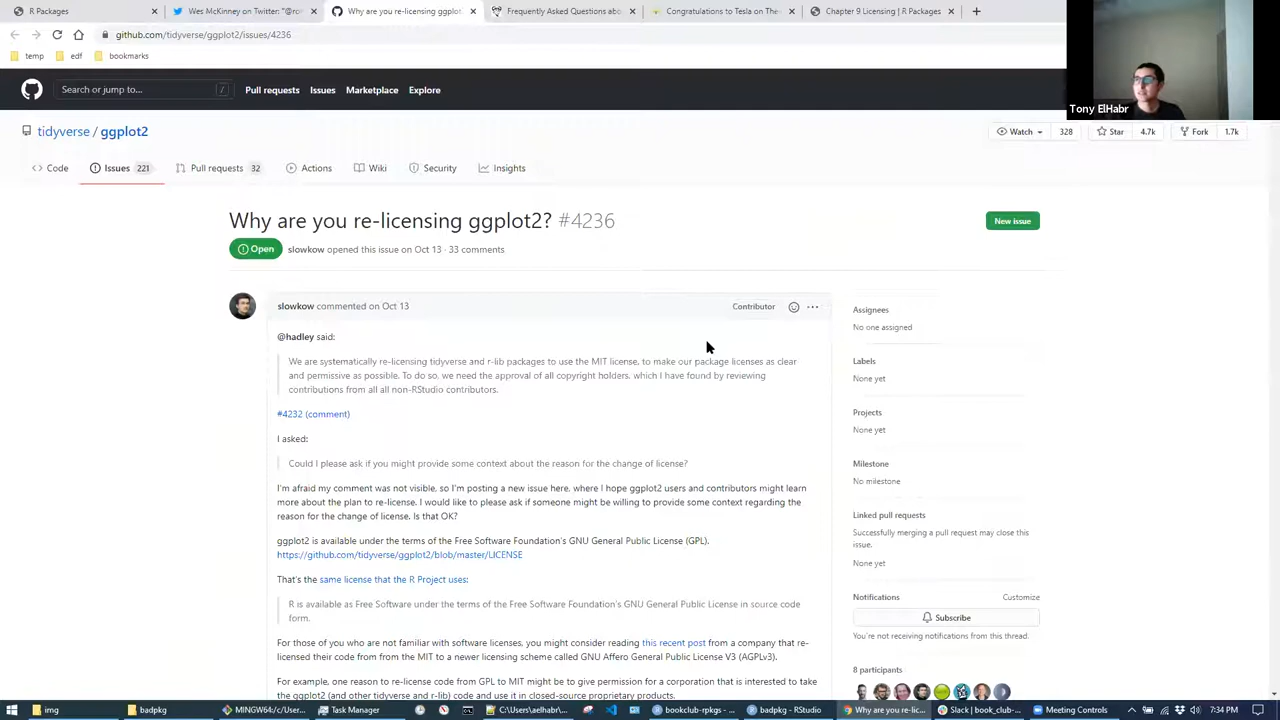 R Packages
Wes McKinney on Twitter: "@ro
Why are you re-licensing ggplot2
Frequently Asked Questions about
Congratulations to Tesla on The
Chapter 9 Licensing | R Packages
github.com/tidyverse/ggplot2/issues/4236
temp
edf
bookmarks
Search or jump to...
/
Pull requests
Issues
Marketplace
Explore
Tony ElHabr
tidyverse / ggplot2
Watch
328
Star
4.7k
Fork
1.7k
Code
Issues
221
Pull requests
32
Actions
Wiki
Security
Insights
Why are you re-licensing ggplot2? #4236
New issue
Open
slowkow opened this issue on Oct 13 · 33 comments
slowkow commented on Oct 13
Contributor
@hadley said:
We are systematically re-licensing tidyverse and r-lib packages to use the MIT license, to make our package licenses as clear
and permissive as possible. To do so, we need the approval of all copyright holders, which I have found by reviewing
contributions from all all non-RStudio contributors.
#4232 (comment)
I asked:
Could I please ask if you might provide some context about the reason for the change of license?
I'm afraid my comment was not visible, so I'm posting a new issue here, where I hope ggplot2 users and contributors might learn
more about the plan to re-license. I would like to please ask if someone might be willing to provide some context regarding the
reason for the change of license. Is that OK?
ggplot2 is available under the terms of the Free Software Foundation's GNU General Public License (GPL).
https://github.com/tidyverse/ggplot2/blob/master/LICENSE
That's the same license that the R Project uses:
R is available as Free Software under the terms of the Free Software Foundation's GNU General Public License in source code
form.
For those of you who are not familiar with software licenses, you might consider reading this recent post from a company that re-
licensed their code from from the MIT to a newer licensing scheme called GNU Affero General Public License V3 (AGPLv3).
For example, one reason to re-license code from GPL to MIT might be to give permission for a corporation that is interested to take
the ggplot2 (and other tidyverse and r-lib) code and use it in closed-source proprietary products.
Assignees
No one assigned
Labels
None yet
Projects
None yet
Milestone
No milestone
Linked pull requests
Successfully merging a pull request may close this
issue.
None yet
Notifications
Customize
Subscribe
You're not receiving notifications from this thread.
8 participants
img
badpkg
MINGW64:/c/User...
Task Manager
C:\Users\aelhabr\...
bookclub-rpkgs - ...
badpkg - RStudio
Why are you re-lic...
Slack | book_club-...
Meeting Controls
7:34 PM